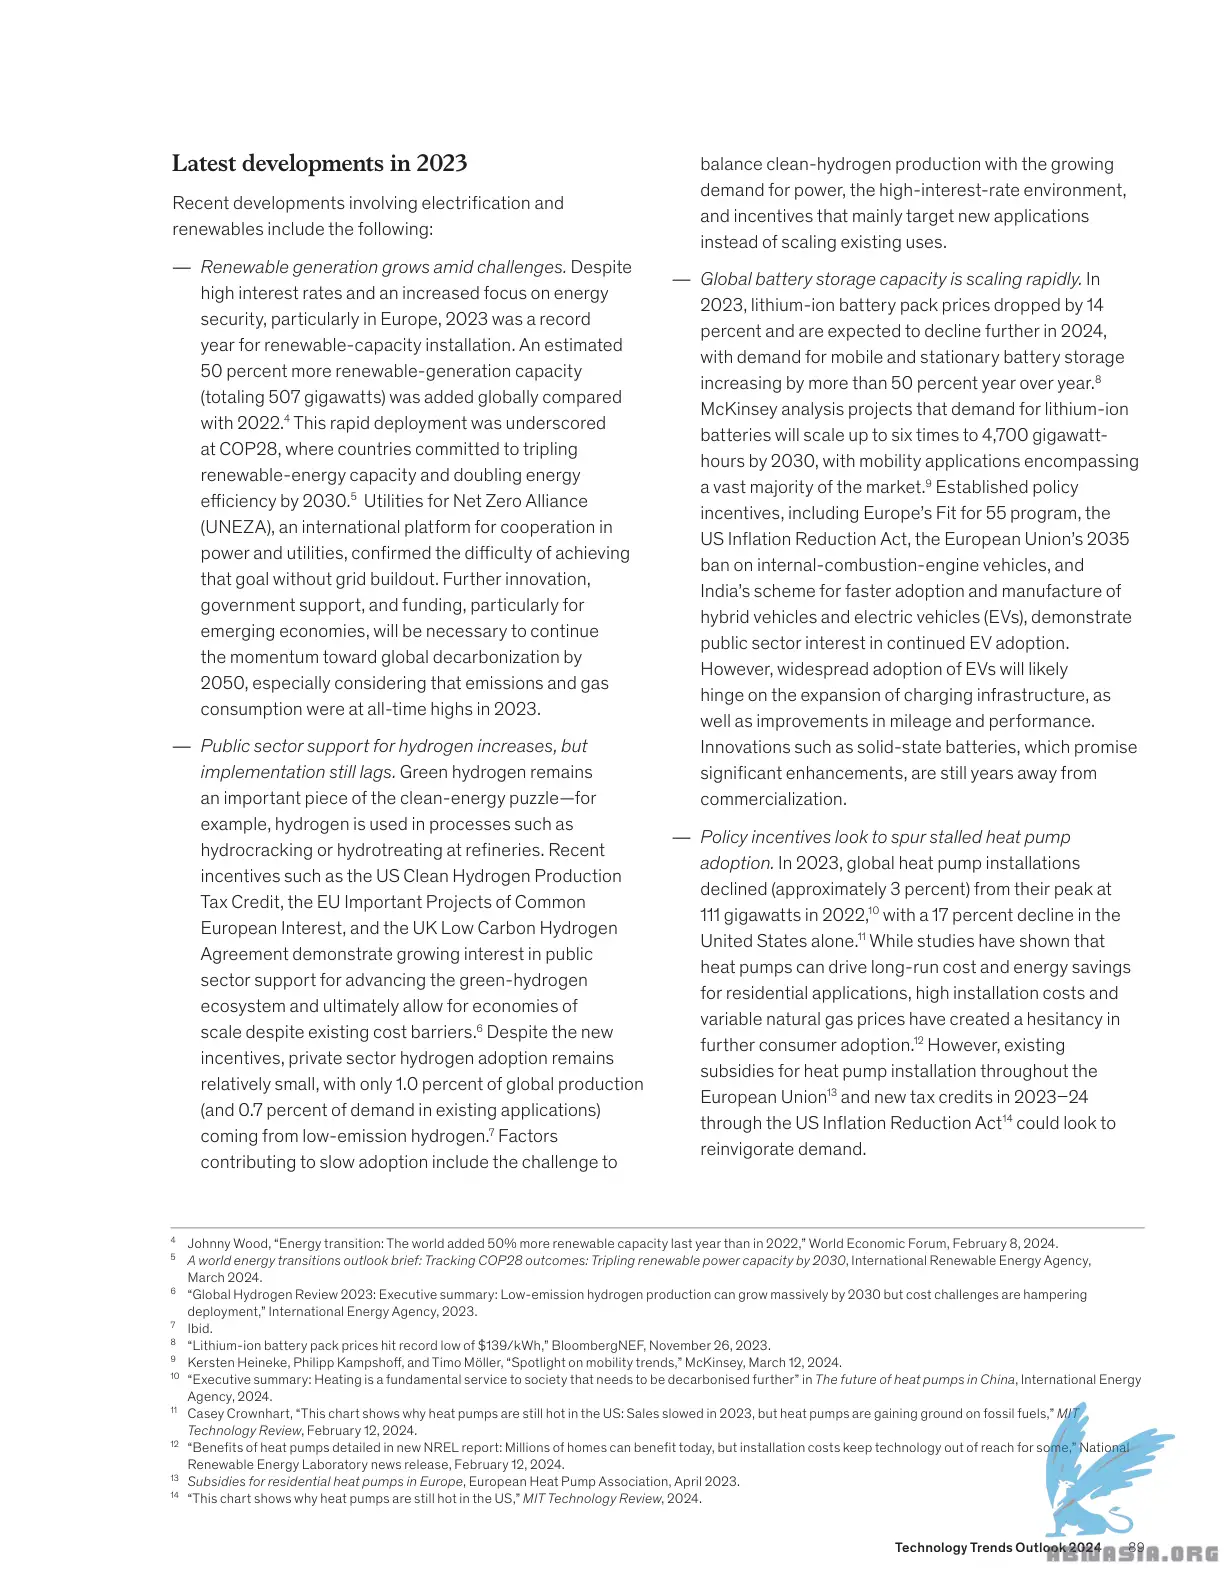 Latest developments in 2023
Recent developments involving electrification and
renewables include the following:
— Renewable generation grows amid challenges. Despite
high interest rates and an increased focus on energy
security, particularly in Europe, 2023 was a record
year for renewable-capacity installation. An estimated
50 percent more renewable-generation capacity
(totaling 507 gigawatts) was added globally compared
with 2022.4 This rapid deployment was underscored
at COP28, where countries committed to tripling
renewable-energy capacity and doubling energy
efficiency by 2030.5 Utilities for Net Zero Alliance
(UNEZA), an international platform for cooperation in
power and utilities, confirmed the difficulty of achieving
that goal without grid buildout. Further innovation,
government support, and funding, particularly for
emerging economies, will be necessary to continue
the momentum toward global decarbonization by
2050, especially considering that emissions and gas
consumption were at all-time highs in 2023.
— Public sector support for hydrogen increases, but
implementation still lags. Green hydrogen remains
an important piece of the clean-energy puzzle—for
example, hydrogen is used in processes such as
hydrocracking or hydrotreating at refineries. Recent
incentives such as the US Clean Hydrogen Production
Tax Credit, the EU Important Projects of Common
European Interest, and the UK Low Carbon Hydrogen
Agreement demonstrate growing interest in public
sector support for advancing the green-hydrogen
ecosystem and ultimately allow for economies of
scale despite existing cost barriers.6 Despite the new
incentives, private sector hydrogen adoption remains
relatively small, with only 1.0 percent of global production
(and 0.7 percent of demand in existing applications)
coming from low-emission hydrogen.7 Factors
contributing to slow adoption include the challenge to
balance clean-hydrogen production with the growing
demand for power, the high-interest-rate environment,
and incentives that mainly target new applications
instead of scaling existing uses.
— Global battery storage capacity is scaling rapidly. In
2023, lithium-ion battery pack prices dropped by 14
percent and are expected to decline further in 2024,
with demand for mobile and stationary battery storage
increasing by more than 50 percent year over year.8
McKinsey analysis projects that demand for lithium-ion
batteries will scale up to six times to 4,700 gigawatt-
hours by 2030, with mobility applications encompassing
a vast majority of the market.9 Established policy
incentives, including Europe's Fit for 55 program, the
US Inflation Reduction Act, the European Union's 2035
ban on internal-combustion-engine vehicles, and
India's scheme for faster adoption and manufacture of
hybrid vehicles and electric vehicles (EVs), demonstrate
public sector interest in continued EV adoption.
However, widespread adoption of EVs will likely
hinge on the expansion of charging infrastructure, as
well as improvements in mileage and performance.
Innovations such as solid-state batteries, which promise
significant enhancements, are still years away from
commercialization.
— Policy incentives look to spur stalled heat pump
adoption. In 2023, global heat pump installations
declined (approximately 3 percent) from their peak at
111 gigawatts in 2022,10 with a 17 percent decline in the
United States alone.11 While studies have shown that
heat pumps can drive long-run cost and energy savings
for residential applications, high installation costs and
variable natural gas prices have created a hesitancy in
further consumer adoption.12 However, existing
subsidies for heat pump installation throughout the
European Union13 and new tax credits in 2023–24
through the US Inflation Reduction Act14 could look to
reinvigorate demand.
4 Johnny Wood, “Energy transition: The world added 50% more renewable capacity last year than in 2022,” World Economic Forum, February 8, 2024.
5 A world energy transitions outlook brief: Tracking COP28 outcomes: Tripling renewable power capacity by 2030, International Renewable Energy Agency,
March 2024.
6 “Global Hydrogen Review 2023: Executive summary: Low-emission hydrogen production can grow massively by 2030 but cost challenges are hampering
deployment,” International Energy Agency, 2023.
7 Ibid.
8 “Lithium-ion battery pack prices hit record low of $139/kWh,” BloombergNEF, November 26, 2023.
9 Kersten Heineke, Philipp Kampshoff, and Timo Möller, “Spotlight on mobility trends,” McKinsey, March 12, 2024.
10 “Executive summary: Heating is a fundamental service to society that needs to be decarbonised further” in The future of heat pumps in China, International Energy
Agency, 2024.
11 Casey Crownhart, “This chart shows why heat pumps are still hot in the US: Sales slowed in 2023, but heat pumps are gaining ground on fossil fuels,” MIT
Technology Review, February 12, 2024.
12 “Benefits of heat pumps detailed in new NREL report: Millions of homes can benefit today, but installation costs keep technology out of reach for some,” National
Renewable Energy Laboratory news release, February 12, 2024.
13 Subsidies for residential heat pumps in Europe, European Heat Pump Association, April 2023.
14 “This chart shows why heat pumps are still hot in the US,” MIT Technology Review, 2024.
Technology Trends Outlook 2024 89
ABIJASIA.ORG